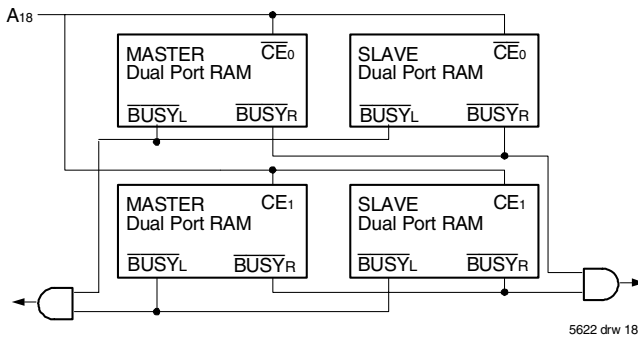 A18
MASTER CE0
Dual Port RAM
BUSYL BUSYR
SLAVE CE0
Dual Port RAM
BUSYL BUSYR
MASTER CE1
Dual Port RAM
BUSYL BUSYR
SLAVE CE1
Dual Port RAM
BUSYL BUSYR
5622 drw 18